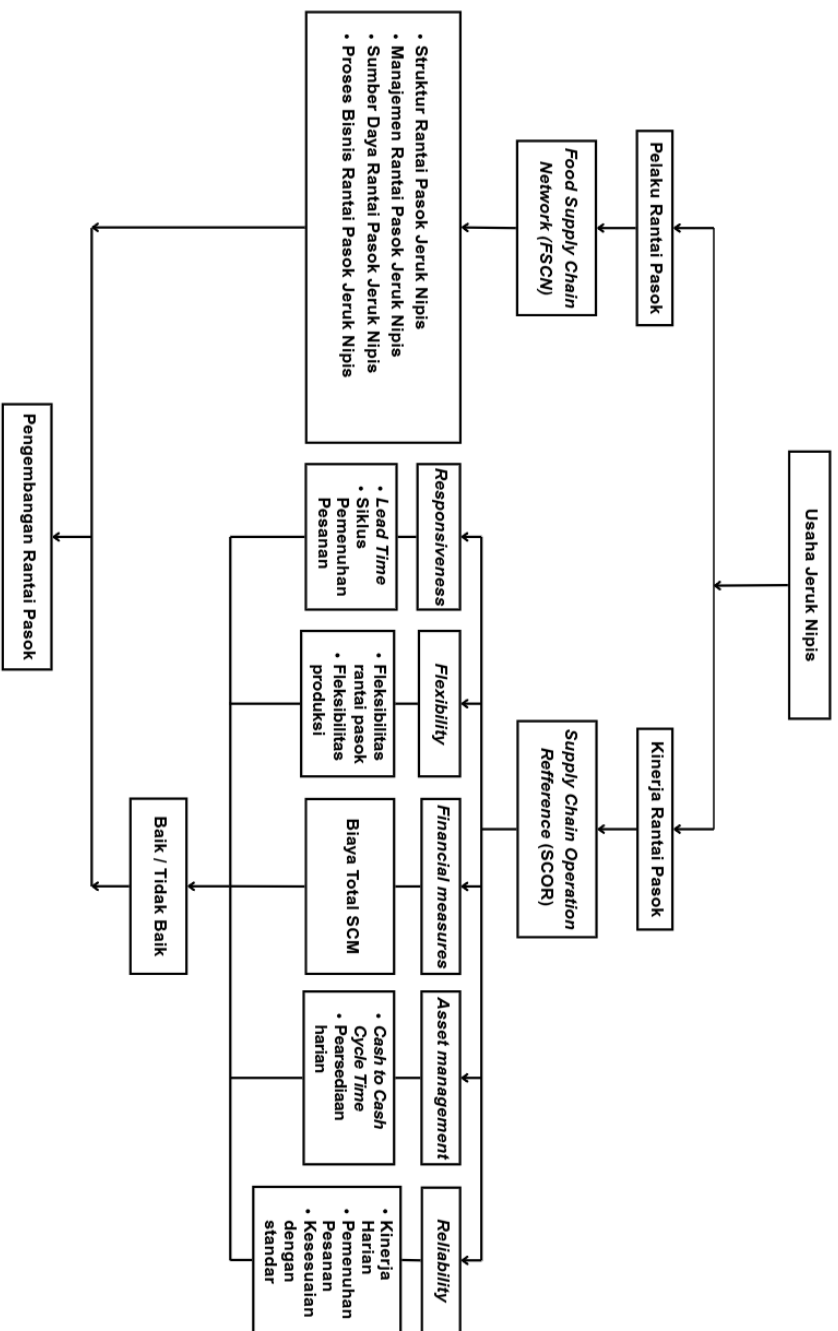 Usaha Jeruk Nipis
Pelaku Rantai Pasok
Kinerja Rantai Pasok
Food Supply Chain
Network (FSCN)
Supply Chain Operation
Refference (SCOR)
• Struktur Rantai Pasok Jeruk Nipis
• Manajemen Rantai Pasok Jeruk Nipis
• Sumber Daya Rantai Pasok Jeruk Nipis
• Proses Bisnis Rantai Pasok Jeruk Nipis
Responsiveness
Flexibility
Financial measures
Asset management
Reliability
• Lead Time
• Siklus
Pemenuhan
Pesanan
• Fleksibilitas
rantai pasok
• Fleksibilitas
produksi
Biaya Total SCM
• Cash to Cash
Cycle Time
• Pearsediaan
harian
• Kinerja
Harian
• Pemenuhan
Pesanan
• Kesesuaian
dengan
standar
Baik / Tidak Baik
Pengembangan Rantai Pasok